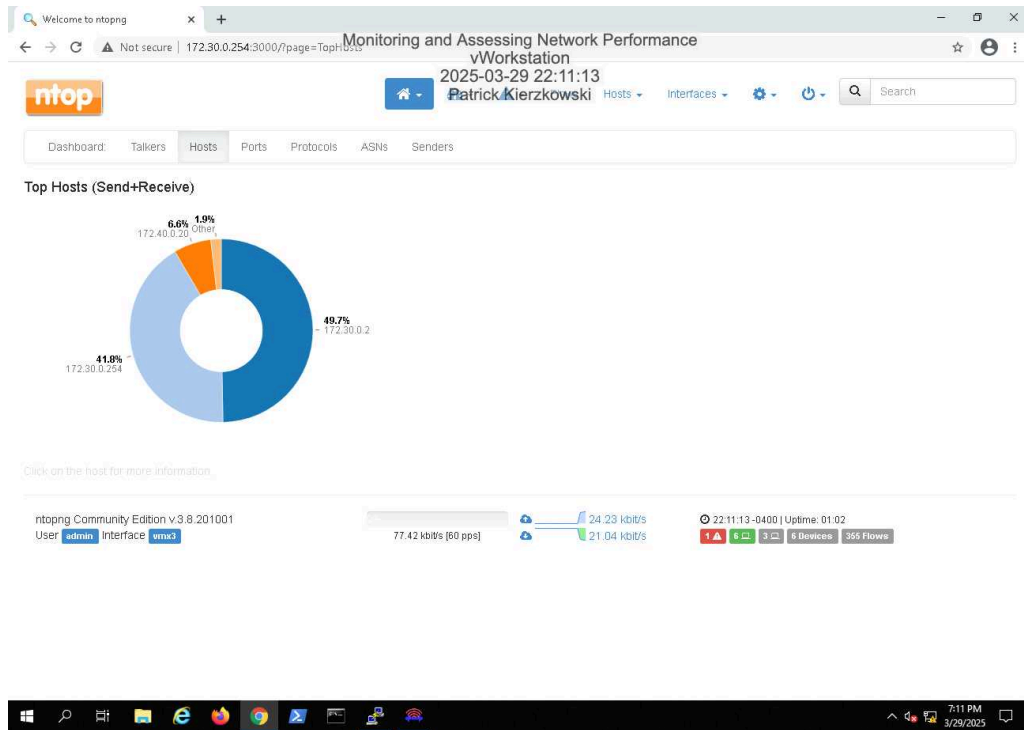 Welcome to ntopng
Not secure | 172.30.0.254:3000/?page=TopHosts
Monitoring and Assessing Network Performance
vWorkstation
2025-03-29 22:11:13
Patrick Kierzkowski
ntop
Hosts
Interfaces
Search
Dashboard: Talkers Hosts Ports Protocols ASNs Senders
Top Hosts (Send+Receive)
6.6%
172.40.0.20
1.9%
Other
49.7%
172.30.0.2
41.8%
172.30.0.254
Click on the host for more information.
ntopng Community Edition v.3.8.201001
User admin Interface vmx3
77.42 kbit/s [60 pps]
24.23 kbit/s
21.04 kbit/s
22:11:13 -0400 | Uptime: 01:02
1 6 3 6 Devices 355 Flows
7:11 PM
3/29/2025